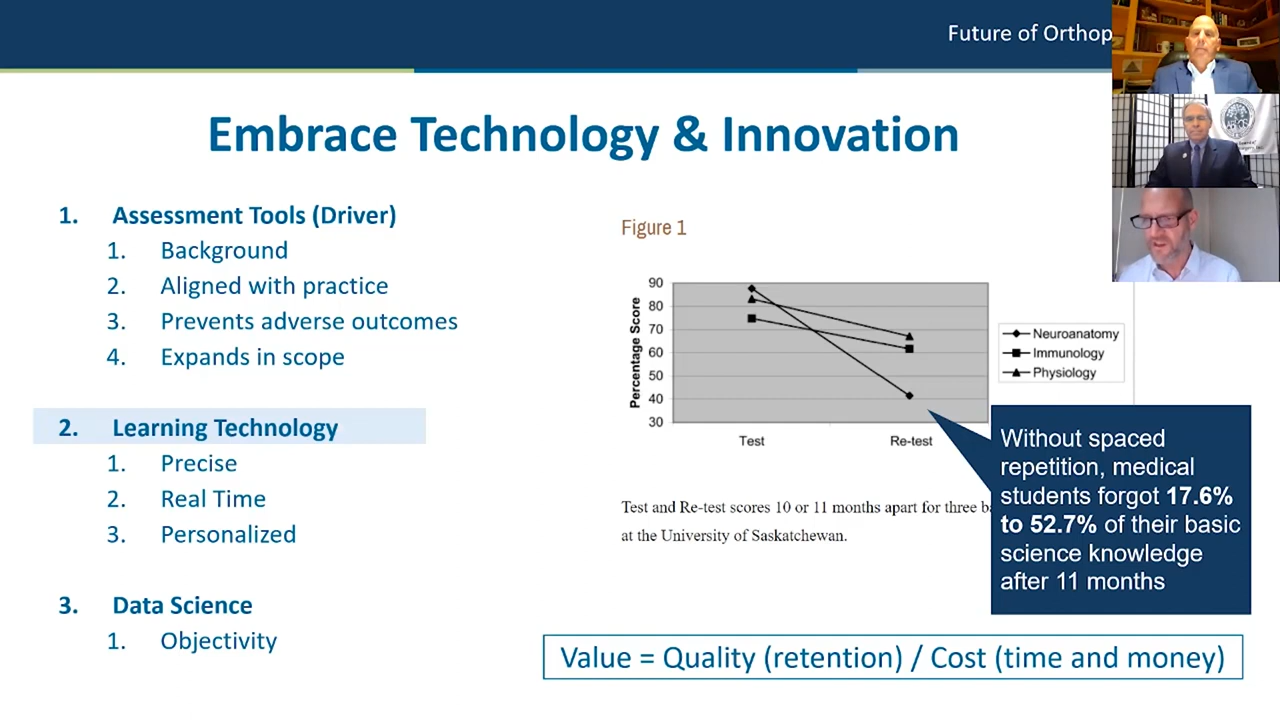 Future of Orthop
Embrace Technology & Innovation
1. Assessment Tools (Driver)
1. Background
2. Aligned with practice
3. Prevents adverse outcomes
4. Expands in scope
2. Learning Technology
1. Precise
2. Real Time
3. Personalized
3. Data Science
1. Objectivity
Figure 1
Percentage Score
90
80
70
60
50
40
30
Test
Re-test
Neuroanatomy
Immunology
Physiology
Test and Re-test scores 10 or 11 months apart for three b
at the University of Saskatchewan.
Without spaced
repetition, medical
students forgot 17.6%
to 52.7% of their basic
science knowledge
after 11 months
Value = Quality (retention) / Cost (time and money)